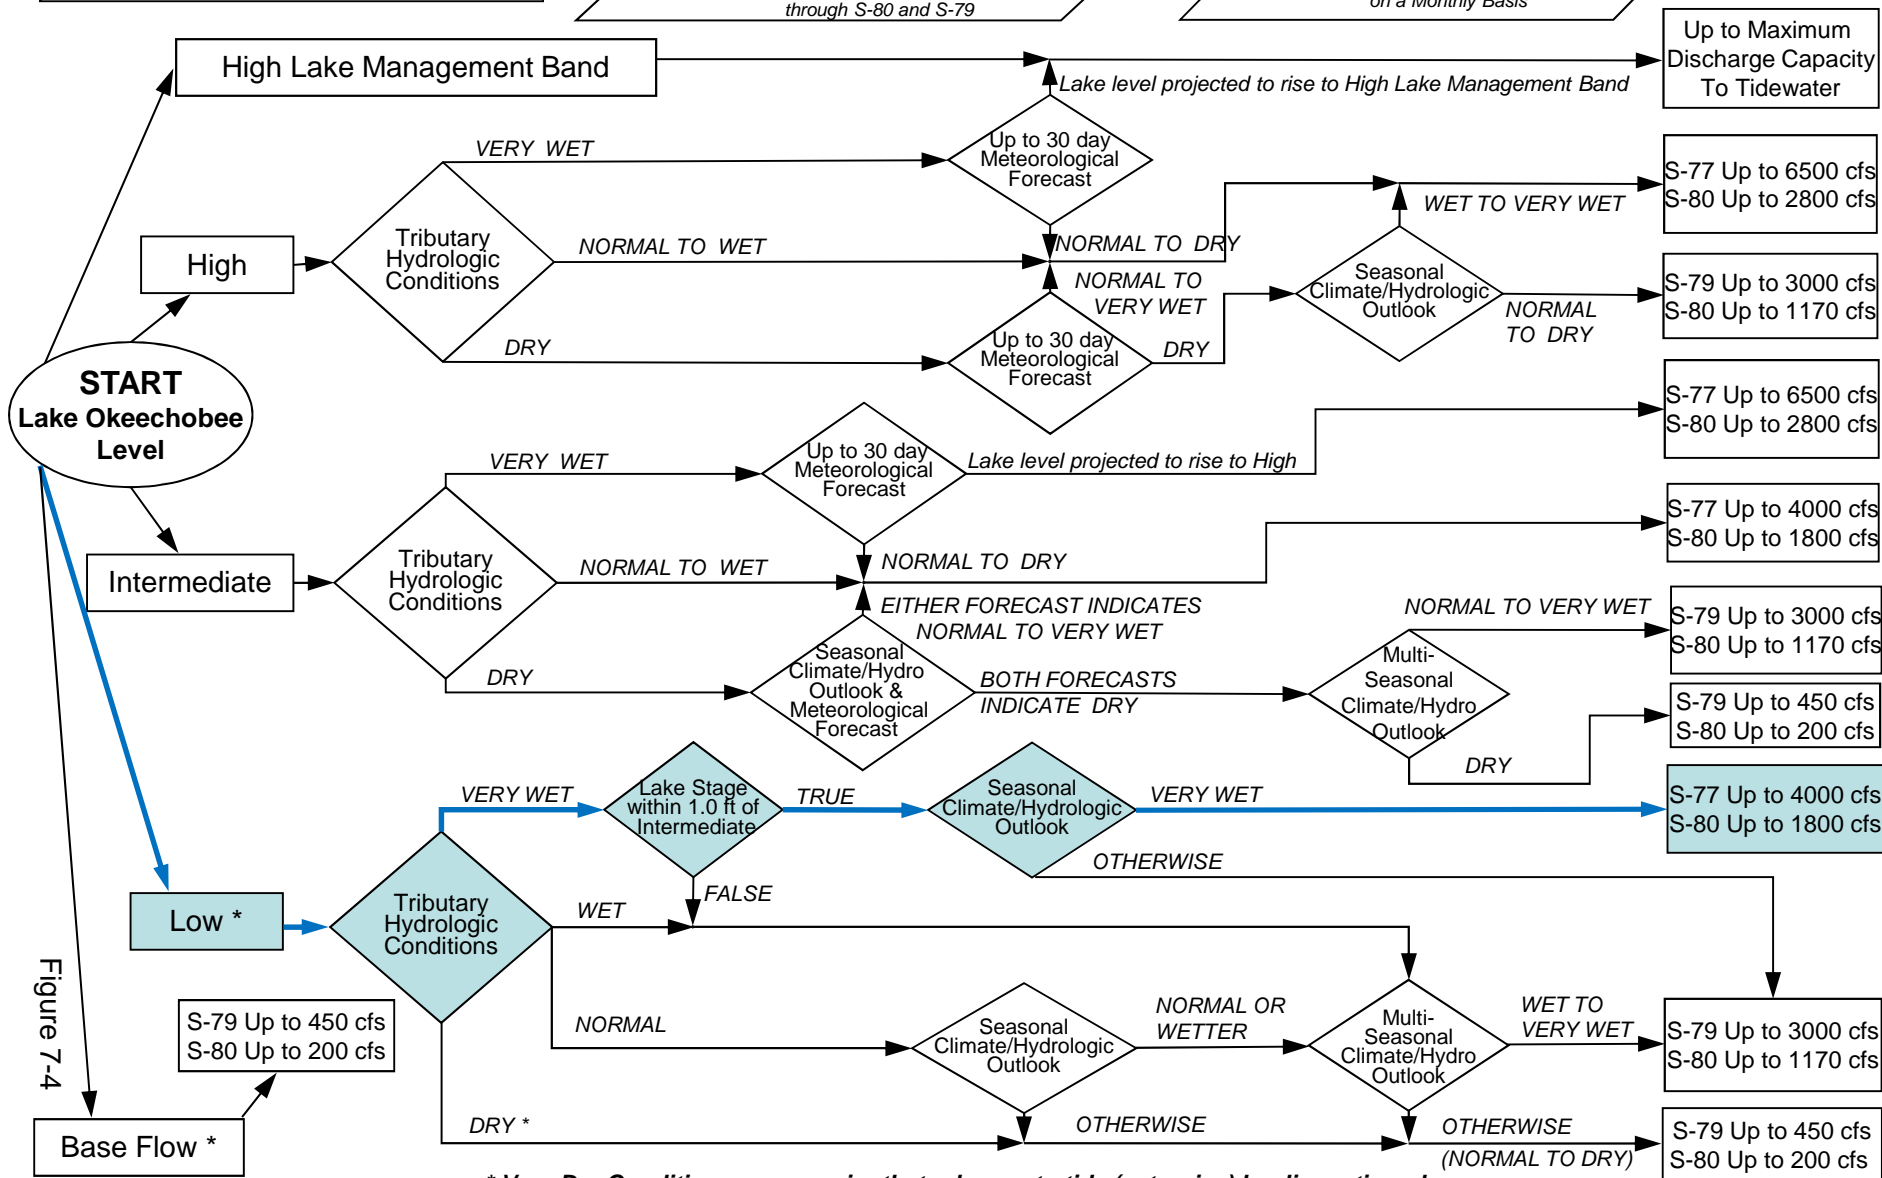 through S-80 and S-79
on a Monthly Basis
High Lake Management Band
Lake level projected to rise to High Lake Management Band
Up to Maximum
Discharge Capacity
To Tidewater
VERY WET
Up to 30 day
Meteorological
Forecast
S-77 Up to 6500 cfs
S-80 Up to 2800 cfs
WET TO VERY WET
High
Tributary
Hydrologic
Conditions
NORMAL TO WET
NORMAL TO DRY
NORMAL TO
VERY WET
Seasonal
Climate/Hydrologic
Outlook
NORMAL
TO DRY
S-79 Up to 3000 cfs
S-80 Up to 1170 cfs
DRY
Up to 30 day
Meteorological
Forecast
DRY
START
Lake Okeechobee
Level
S-77 Up to 6500 cfs
S-80 Up to 2800 cfs
VERY WET
Up to 30 day
Meteorological
Forecast
Lake level projected to rise to High
S-77 Up to 4000 cfs
S-80 Up to 1800 cfs
Intermediate
Tributary
Hydrologic
Conditions
NORMAL TO WET
NORMAL TO DRY
EITHER FORECAST INDICATES
NORMAL TO VERY WET
NORMAL TO VERY WET
S-79 Up to 3000 cfs
S-80 Up to 1170 cfs
DRY
Seasonal
Climate/Hydro
Outlook &
Meteorological
Forecast
BOTH FORECASTS
INDICATE DRY
Multi-
Seasonal
Climate/Hydro
Outlook
S-79 Up to 450 cfs
S-80 Up to 200 cfs
DRY
VERY WET
Lake Stage
within 1.0 ft of
Intermediate
TRUE
Seasonal
Climate/Hydrologic
Outlook
VERY WET
S-77 Up to 4000 cfs
S-80 Up to 1800 cfs
OTHERWISE
FALSE
Low *
Tributary
Hydrologic
Conditions
WET
Figure 7-4
S-79 Up to 450 cfs
S-80 Up to 200 cfs
NORMAL
Seasonal
Climate/Hydrologic
Outlook
NORMAL OR
WETTER
Multi-
Seasonal
Climate/Hydro
Outlook
WET TO
VERY WET
S-79 Up to 3000 cfs
S-80 Up to 1170 cfs
Base Flow *
DRY *
OTHERWISE
OTHERWISE
(NORMAL TO DRY)
S-79 Up to 450 cfs
S-80 Up to 200 cfs